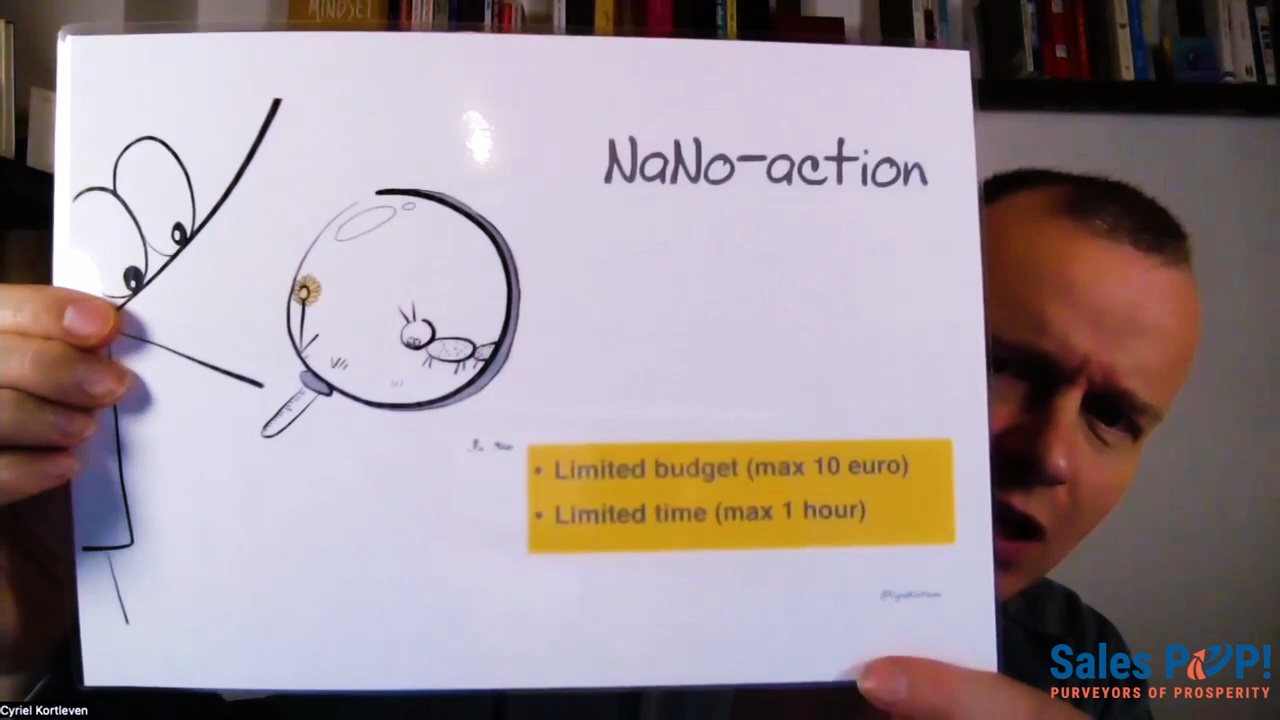 MINDSET
NaNo-action
• Limited budget (max 10 euro)
• Limited time (max 1 hour)
Sales POP!
PURVEYORS OF PROSPERITY
Cyriel Kortleven